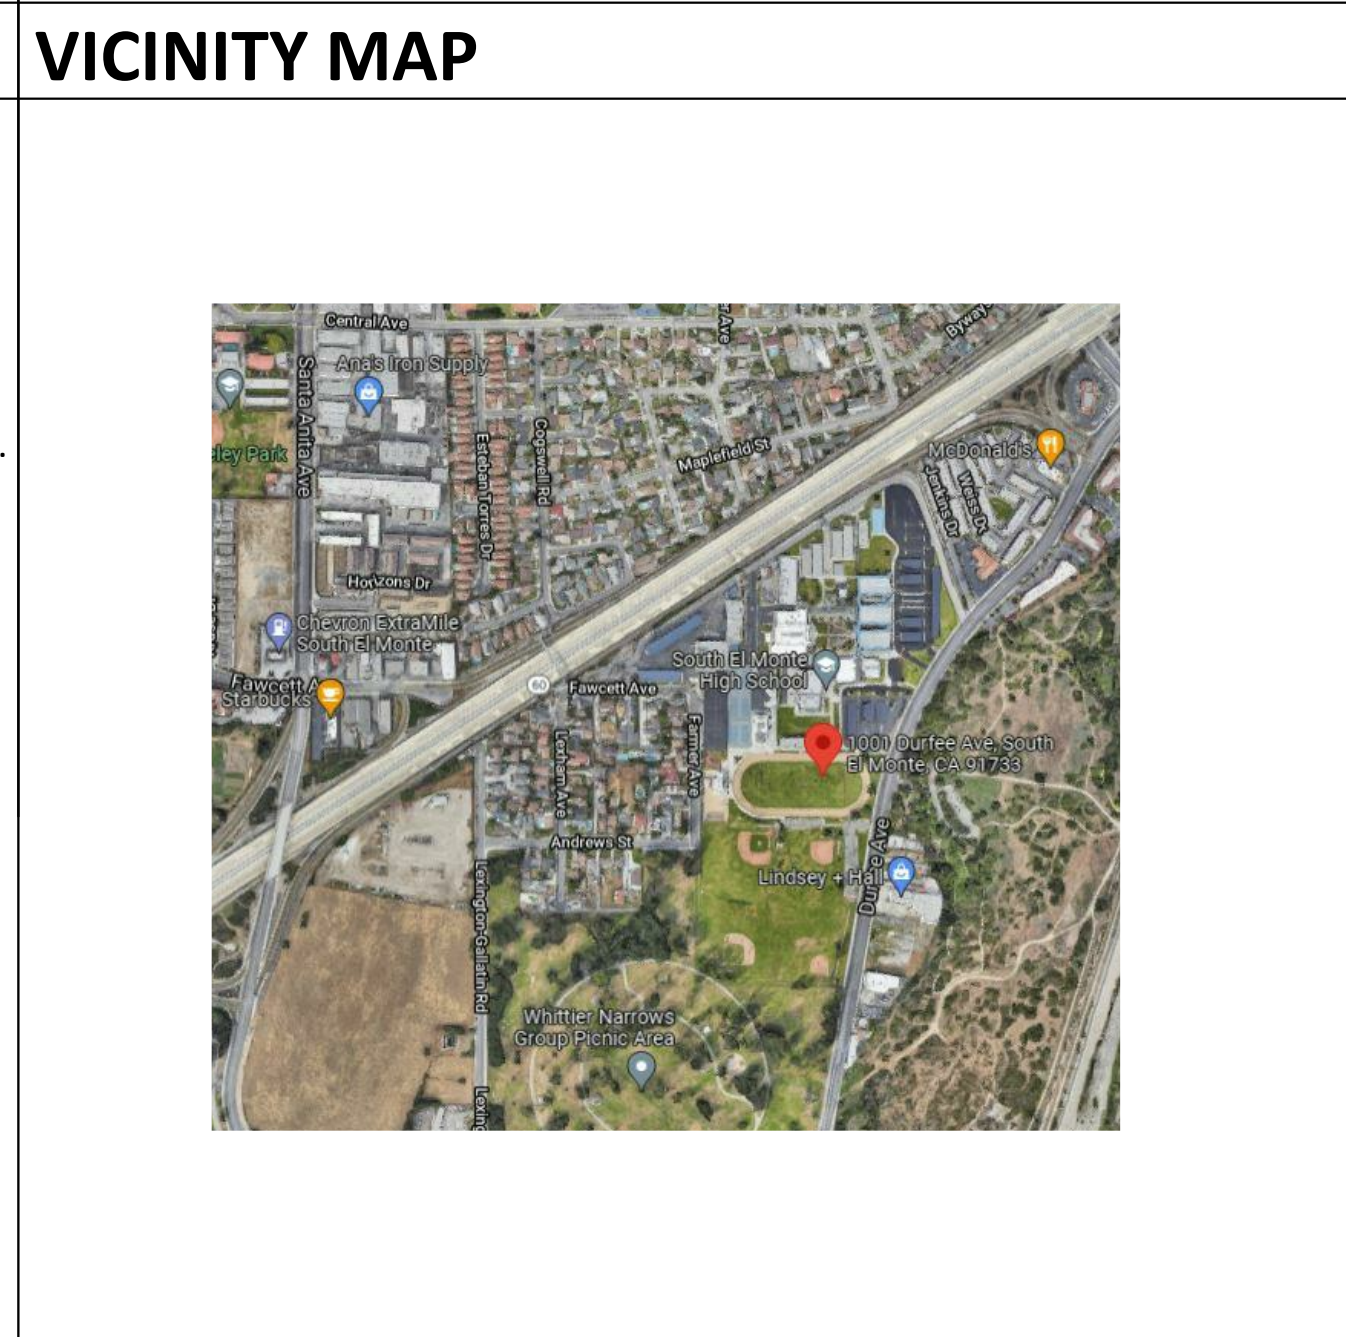 VICINITY MAP
Central Ave
Ana's Iron Supply
Santa Anita Ave
eley Park
Esteban Torres Dr
Cogswell Rd
Maplefield St
r Ave
Byway
McDonald's
Jenkins Dr
Weiss Dr
Horizons Dr
Chevron ExtraMile
South El Monte
Fawcett A
Starbucks
60
Fawcett Ave
South El Monte
High School
1001 Durfee Ave, South
El Monte, CA 91733
Lexham Ave
Farmer Ave
Andrews St
Lindsey + Hall
Durfee Ave
Lexington-Gallatin Rd
Whittier Narrows
Group Picnic Area
Lexing